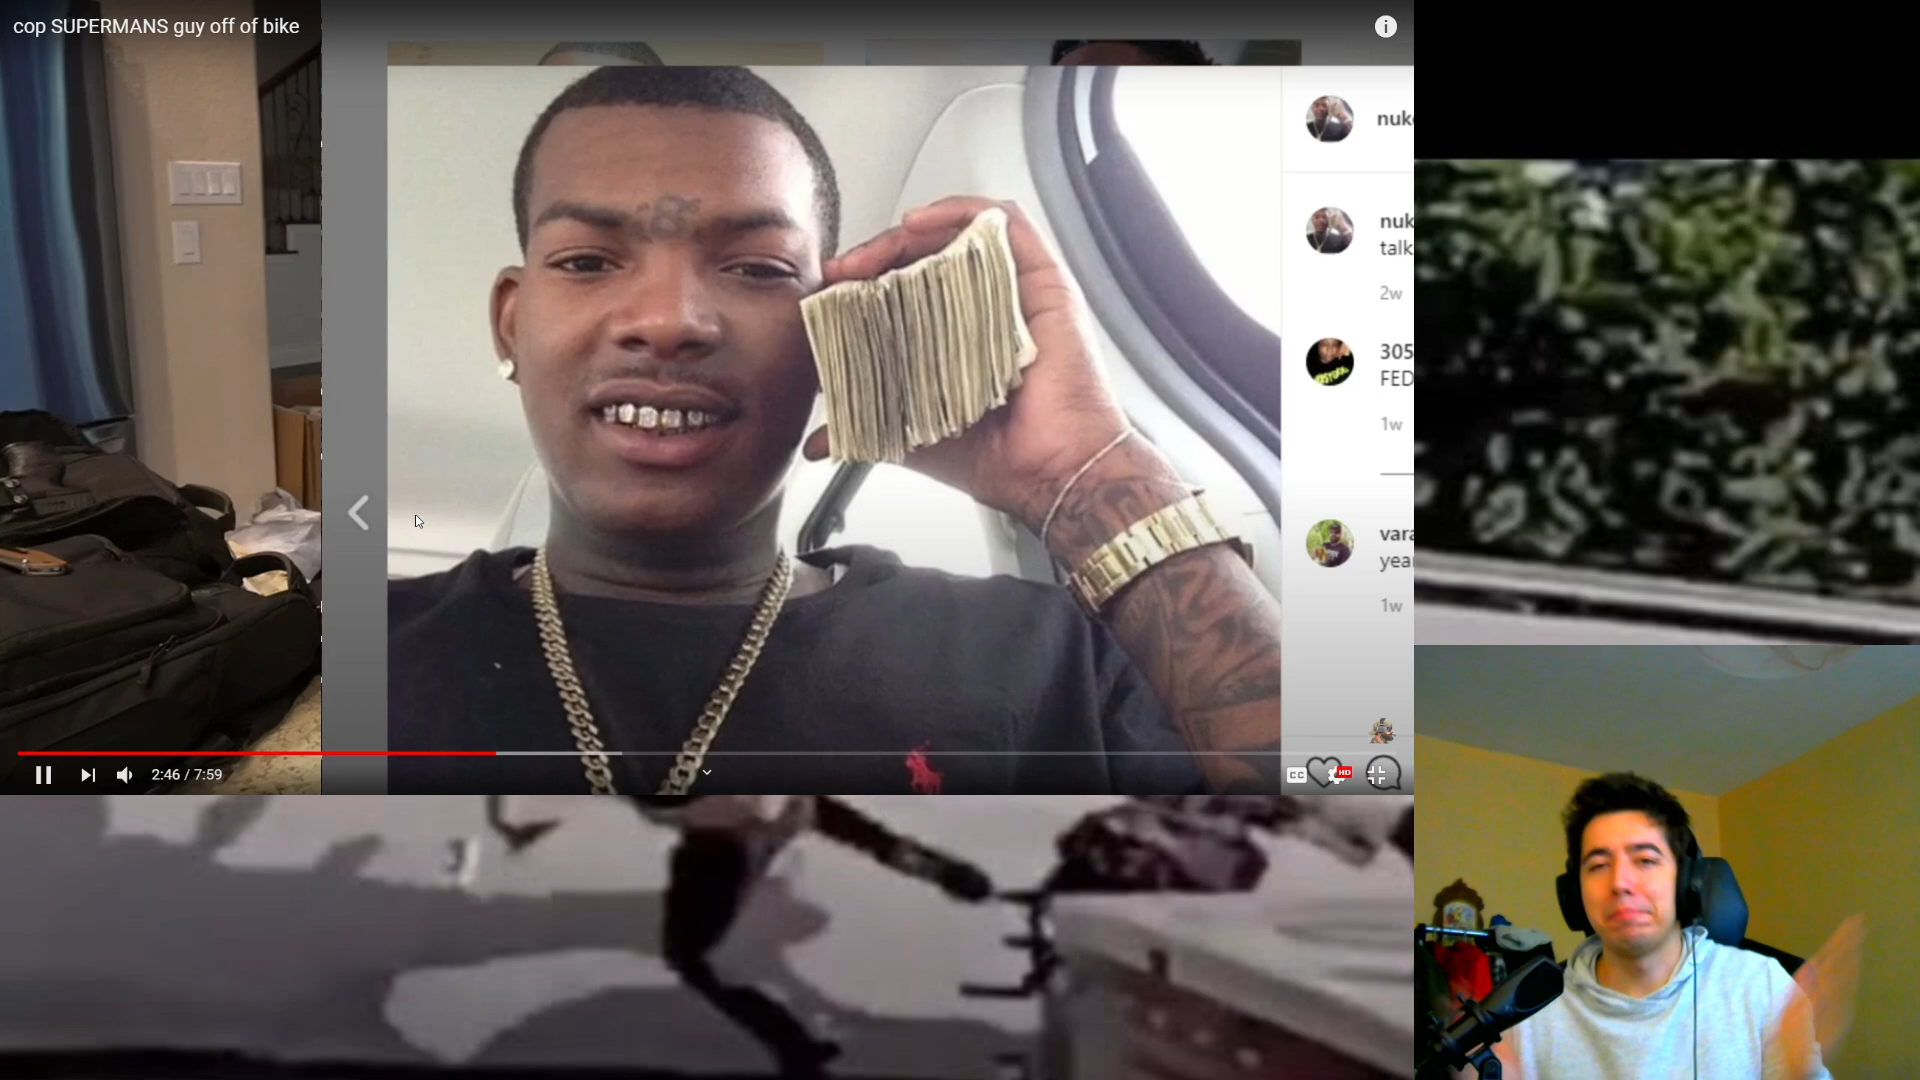 cop SUPERMANS guy off of bike
i
nuk
nuk
talk
2w
305
FED
1w
vara
yea
1w
2:46 / 7:59
CC
HD